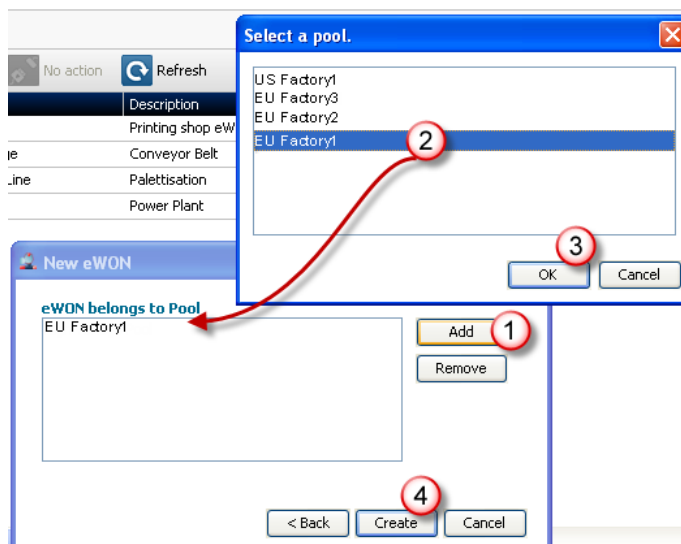 Select a pool.
No action Refresh
Description
Printing shop eW
ge Conveyor Belt
Line Palettisation
Power Plant
US Factory1
EU Factory3
EU Factory2
EU Factory1
2
3
OK Cancel
New eWON
eWON belongs to Pool
EU Factory1
Add 1
Remove
4
< Back Create Cancel